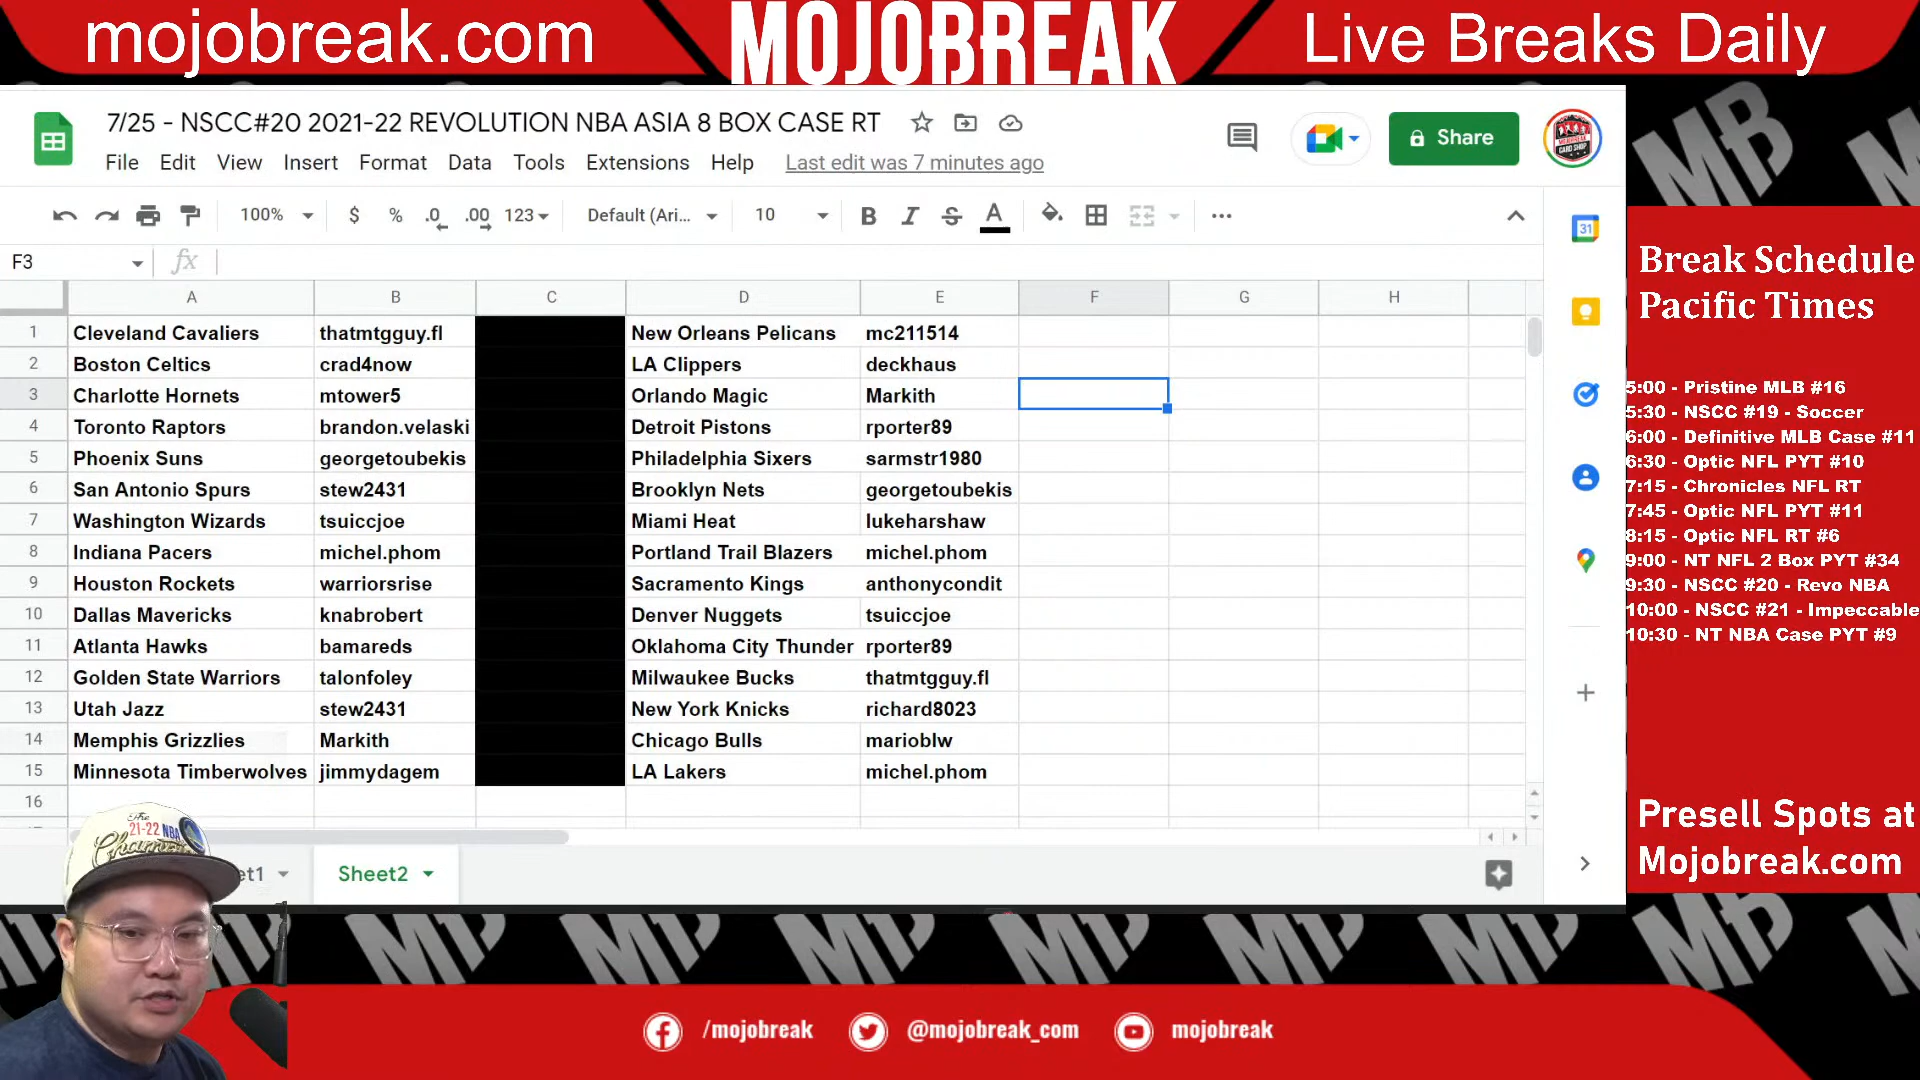 mojobreak.com
MOJOBREAK
Live Breaks Daily
7/25 - NSCC#20 2021-22 REVOLUTION NBA ASIA 8 BOX CASE RT
Share
File Edit View Insert Format Data Tools Extensions Help Last edit was 7 minutes ago
100% $ % .0 .00 123 Default (Ari... 10 B I S A
F3 fx
A B C D E F G H
1 Cleveland Cavaliers thatmtgguy.fl New Orleans Pelicans mc211514
2 Boston Celtics crad4now LA Clippers deckhaus
3 Charlotte Hornets mtower5 Orlando Magic Markith
4 Toronto Raptors brandon.velaski Detroit Pistons rporter89
5 Phoenix Suns georgetoubekis Philadelphia Sixers sarmstr1980
6 San Antonio Spurs stew2431 Brooklyn Nets georgetoubekis
7 Washington Wizards tsuiccjoe Miami Heat lukeharshaw
8 Indiana Pacers michel.phom Portland Trail Blazers michel.phom
9 Houston Rockets warriorsrise Sacramento Kings anthonycondit
10 Dallas Mavericks knabrobert Denver Nuggets tsuiccjoe
11 Atlanta Hawks bamareds Oklahoma City Thunder rporter89
12 Golden State Warriors talonfoley Milwaukee Bucks thatmtgguy.fl
13 Utah Jazz stew2431 New York Knicks richard8023
14 Memphis Grizzlies Markith Chicago Bulls marioblw
15 Minnesota Timberwolves jimmydagem LA Lakers michel.phom
16
et1 Sheet2
31
Break Schedule
Pacific Times
5:00 - Pristine MLB #16
5:30 - NSCC #19 - Soccer
6:00 - Definitive MLB Case #11
6:30 - Optic NFL PYT #10
7:15 - Chronicles NFL RT
7:45 - Optic NFL PYT #11
8:15 - Optic NFL RT #6
9:00 - NT NFL 2 Box PYT #34
9:30 - NSCC #20 - Revo NBA
10:00 - NSCC #21 - Impeccable
10:30 - NT NBA Case PYT #9
Presell Spots at
Mojobreak.com
The
21-22 NBA
/mojobreak @mojobreak_com mojobreak